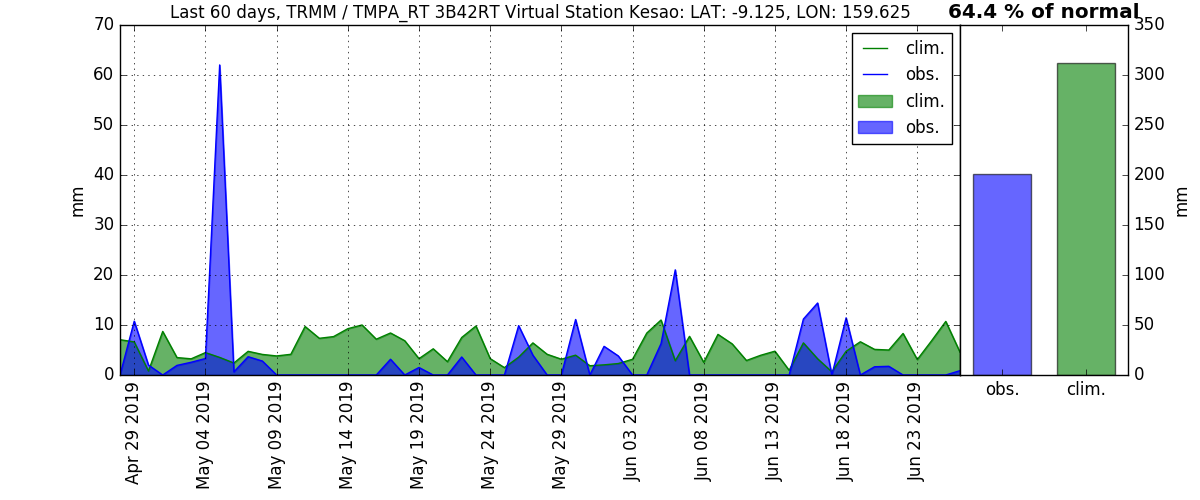 Last 60 days, TRMM / TMPA_RT 3B42RT Virtual Station Kesao: LAT: -9.125, LON: 159.625
64.4 % of normal
70
60
50
40
30
20
10
0
mm
clim.
obs.
clim.
obs.
350
300
250
200
150
100
50
0
mm
obs.
clim.
Apr 29 2019
May 04 2019
May 09 2019
May 14 2019
May 19 2019
May 24 2019
May 29 2019
Jun 03 2019
Jun 08 2019
Jun 13 2019
Jun 18 2019
Jun 23 2019